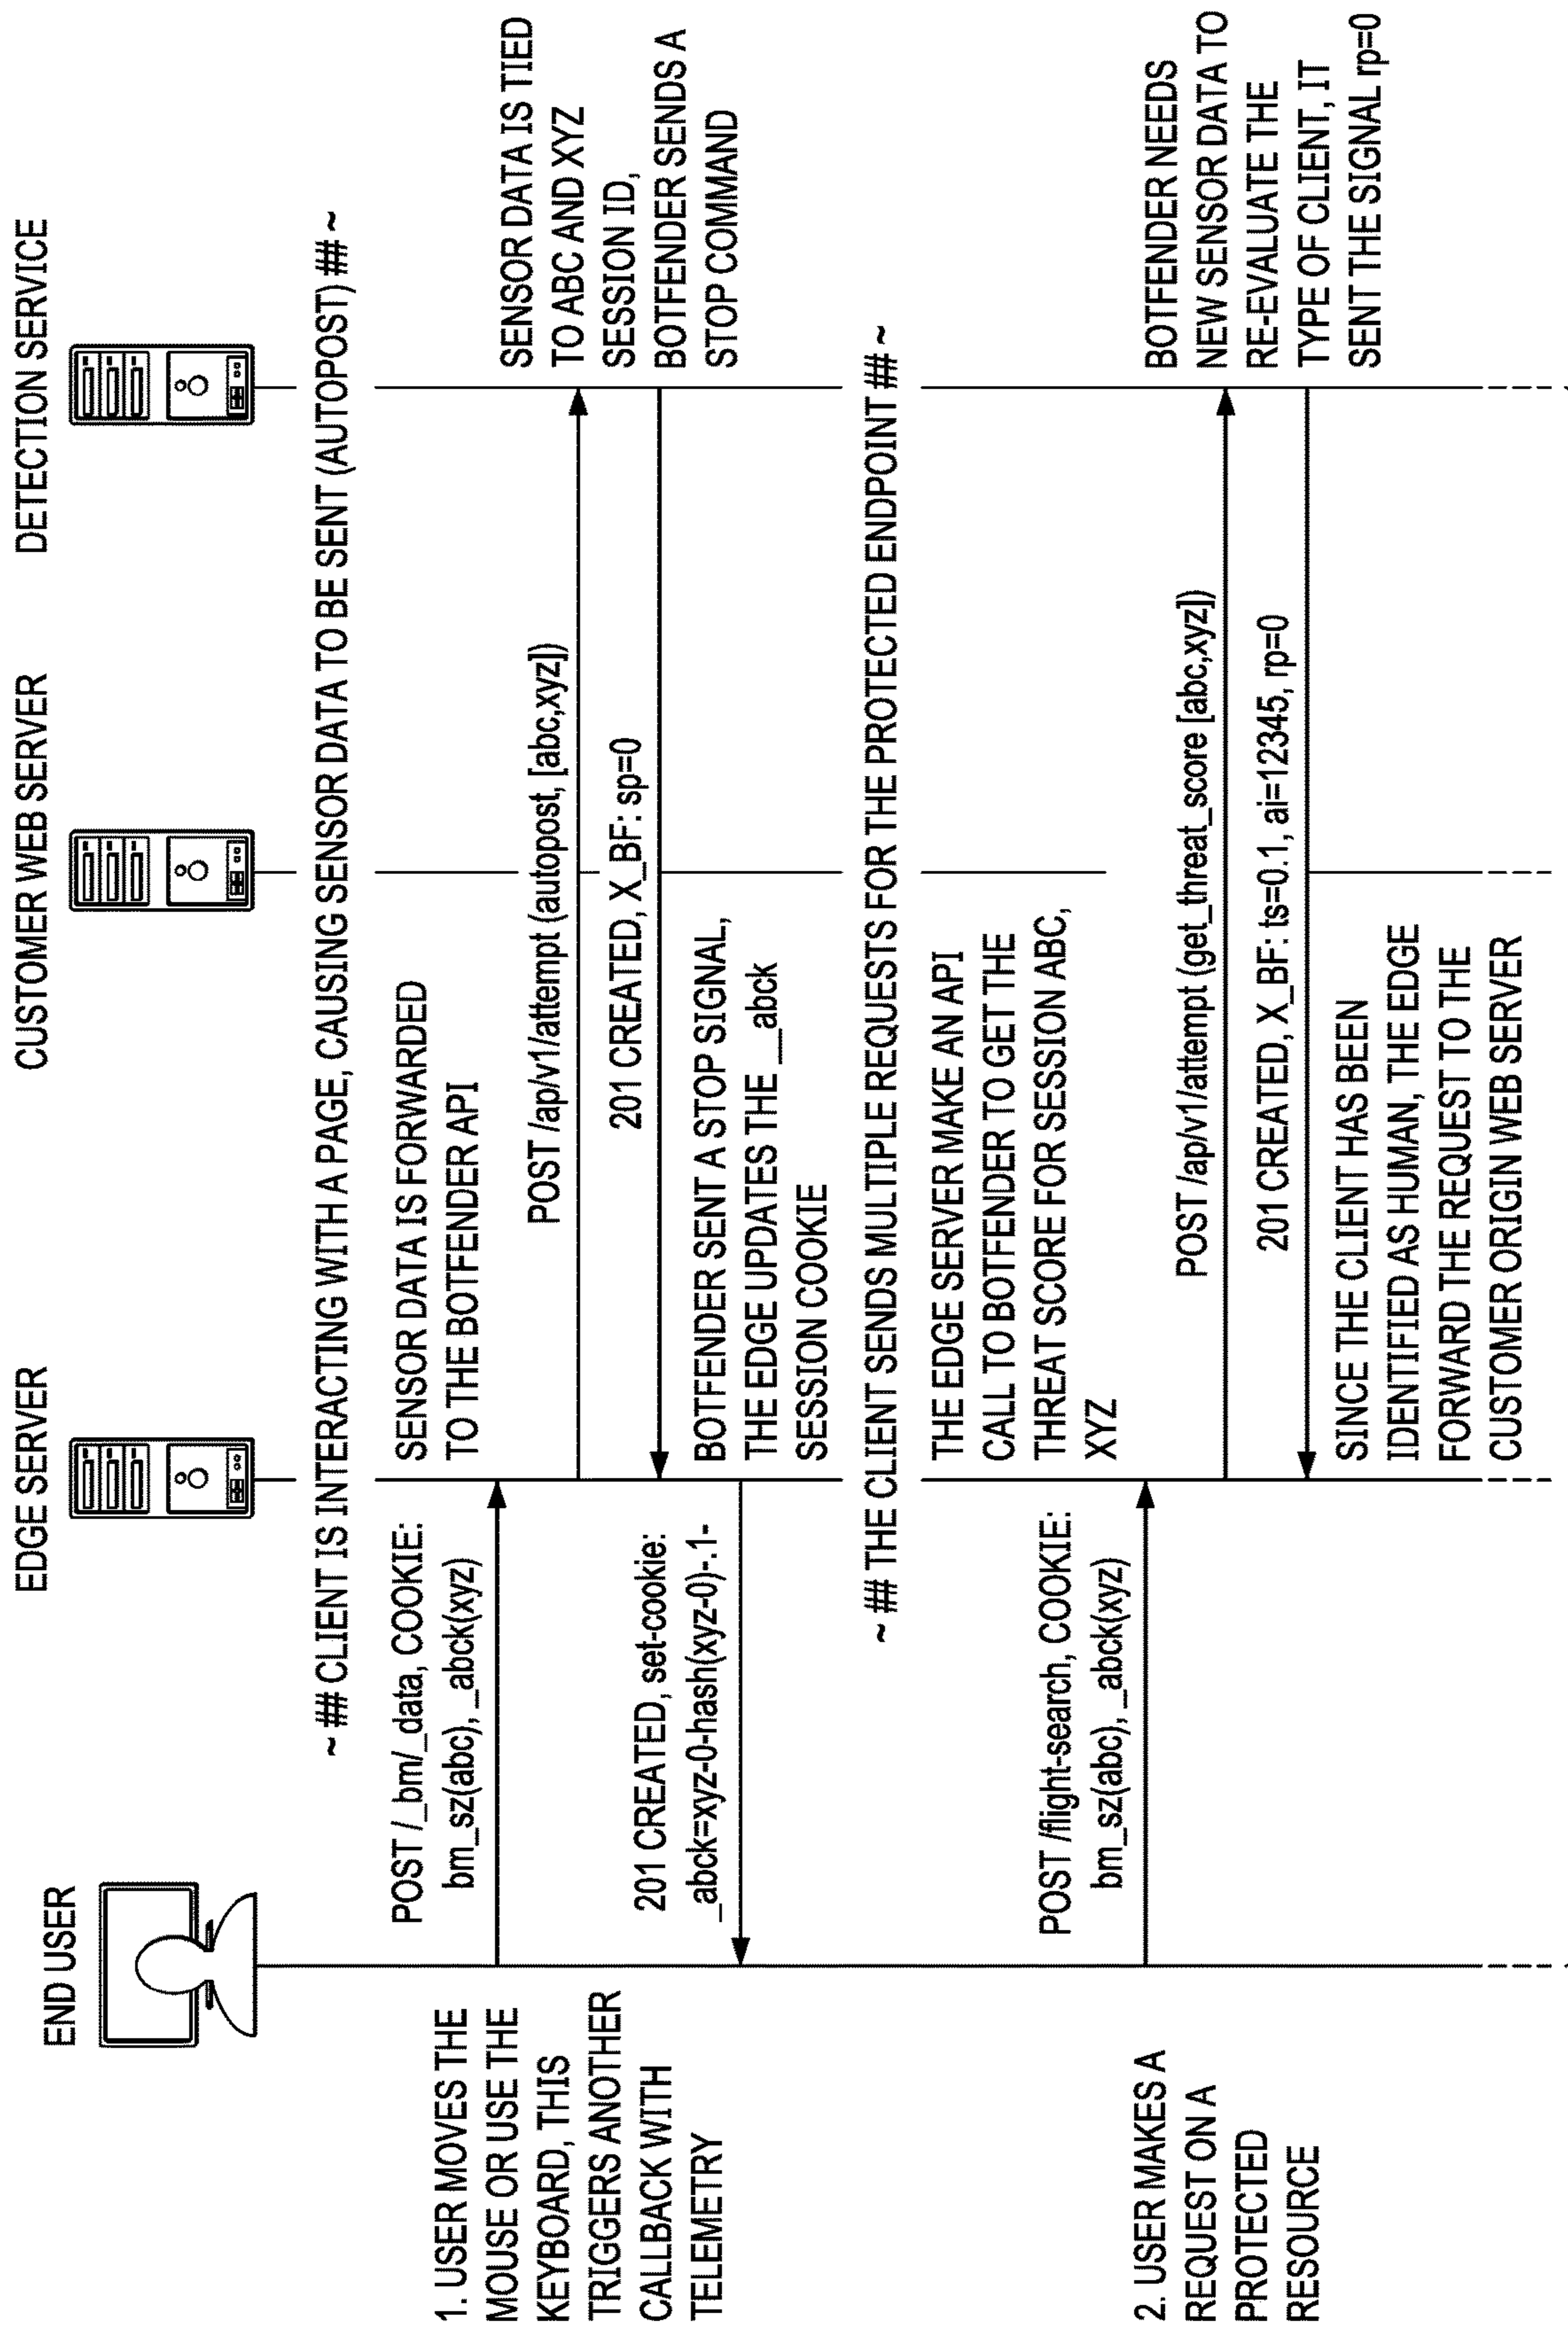 END USER
EDGE SERVER
CUSTOMER WEB SERVER
DETECTION SERVICE
~ ## CLIENT IS INTERACTING WITH A PAGE, CAUSING SENSOR DATA TO BE SENT (AUTOPOST) ## ~
1. USER MOVES THE
MOUSE OR USE THE
KEYBOARD, THIS
TRIGGERS ANOTHER
CALLBACK WITH
TELEMETRY
POST /_bm/_data, COOKIE:
bm_sz(abc), _abck(xyz)
SENSOR DATA IS FORWARDED
TO THE BOTFENDER API
POST /ap/v1/attempt (autopost, [abc,xyz])
SENSOR DATA IS TIED
TO ABC AND XYZ
SESSION ID,
BOTFENDER SENDS A
STOP COMMAND
201 CREATED, X_BF: sp=0
BOTFENDER SENT A STOP SIGNAL,
THE EDGE UPDATES THE __abck
SESSION COOKIE
201 CREATED, set-cookie:
_abck=xyz-0-hash(xyz-0)-.1-
~ ## THE CLIENT SENDS MULTIPLE REQUESTS FOR THE PROTECTED ENDPOINT ## ~
2. USER MAKES A
REQUEST ON A
PROTECTED
RESOURCE
POST /flight-search, COOKIE:
bm_sz(abc), _abck(xyz)
THE EDGE SERVER MAKE AN API
CALL TO BOTFENDER TO GET THE
THREAT SCORE FOR SESSION ABC,
XYZ
POST /ap/v1/attempt (get_threat_score [abc,xyz])
BOTFENDER NEEDS
NEW SENSOR DATA TO
RE-EVALUATE THE
TYPE OF CLIENT, IT
SENT THE SIGNAL rp=0
201 CREATED, X_BF: ts=0.1, ai=12345, rp=0
SINCE THE CLIENT HAS BEEN
IDENTIFIED AS HUMAN, THE EDGE
FORWARD THE REQUEST TO THE
CUSTOMER ORIGIN WEB SERVER